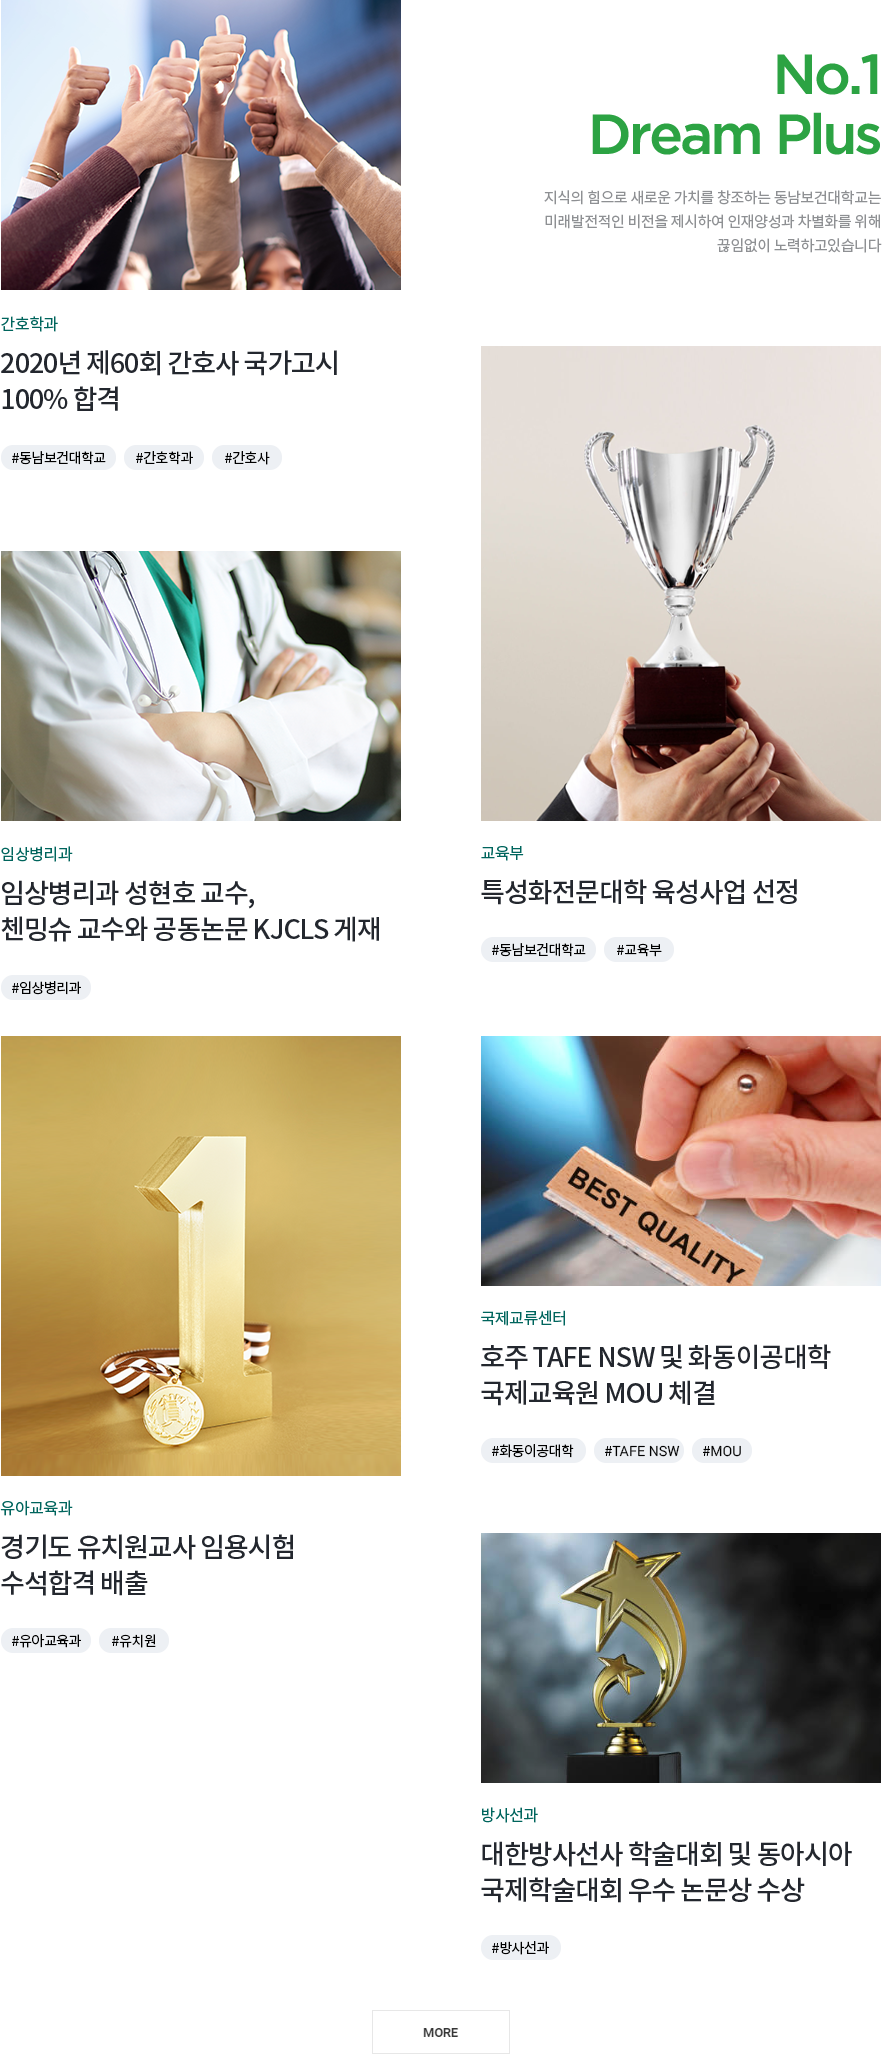 No.1
Dream Plus
지식의 힘으로 새로운 가치를 창조하는 동남보건대학교는
미래발전적인 비전을 제시하여 인재양성과 차별화를 위해
끊임없이 노력하고있습니다
간호학과
2020년 제60회 간호사 국가고시
100% 합격
#동남보건대학교 #간호학과 #간호사
임상병리과
임상병리과 성현호 교수,
첸밍슈 교수와 공동논문 KJCLS 게재
#임상병리과
교육부
특성화전문대학 육성사업 선정
#동남보건대학교 #교육부
유아교육과
경기도 유치원교사 임용시험
수석합격 배출
#유아교육과 #유치원
BEST QUALITY
국제교류센터
호주 TAFE NSW 및 화동이공대학
국제교육원 MOU 체결
#화동이공대학 #TAFE NSW #MOU
방사선과
대한방사선사 학술대회 및 동아시아
국제학술대회 우수 논문상 수상
#방사선과
MORE